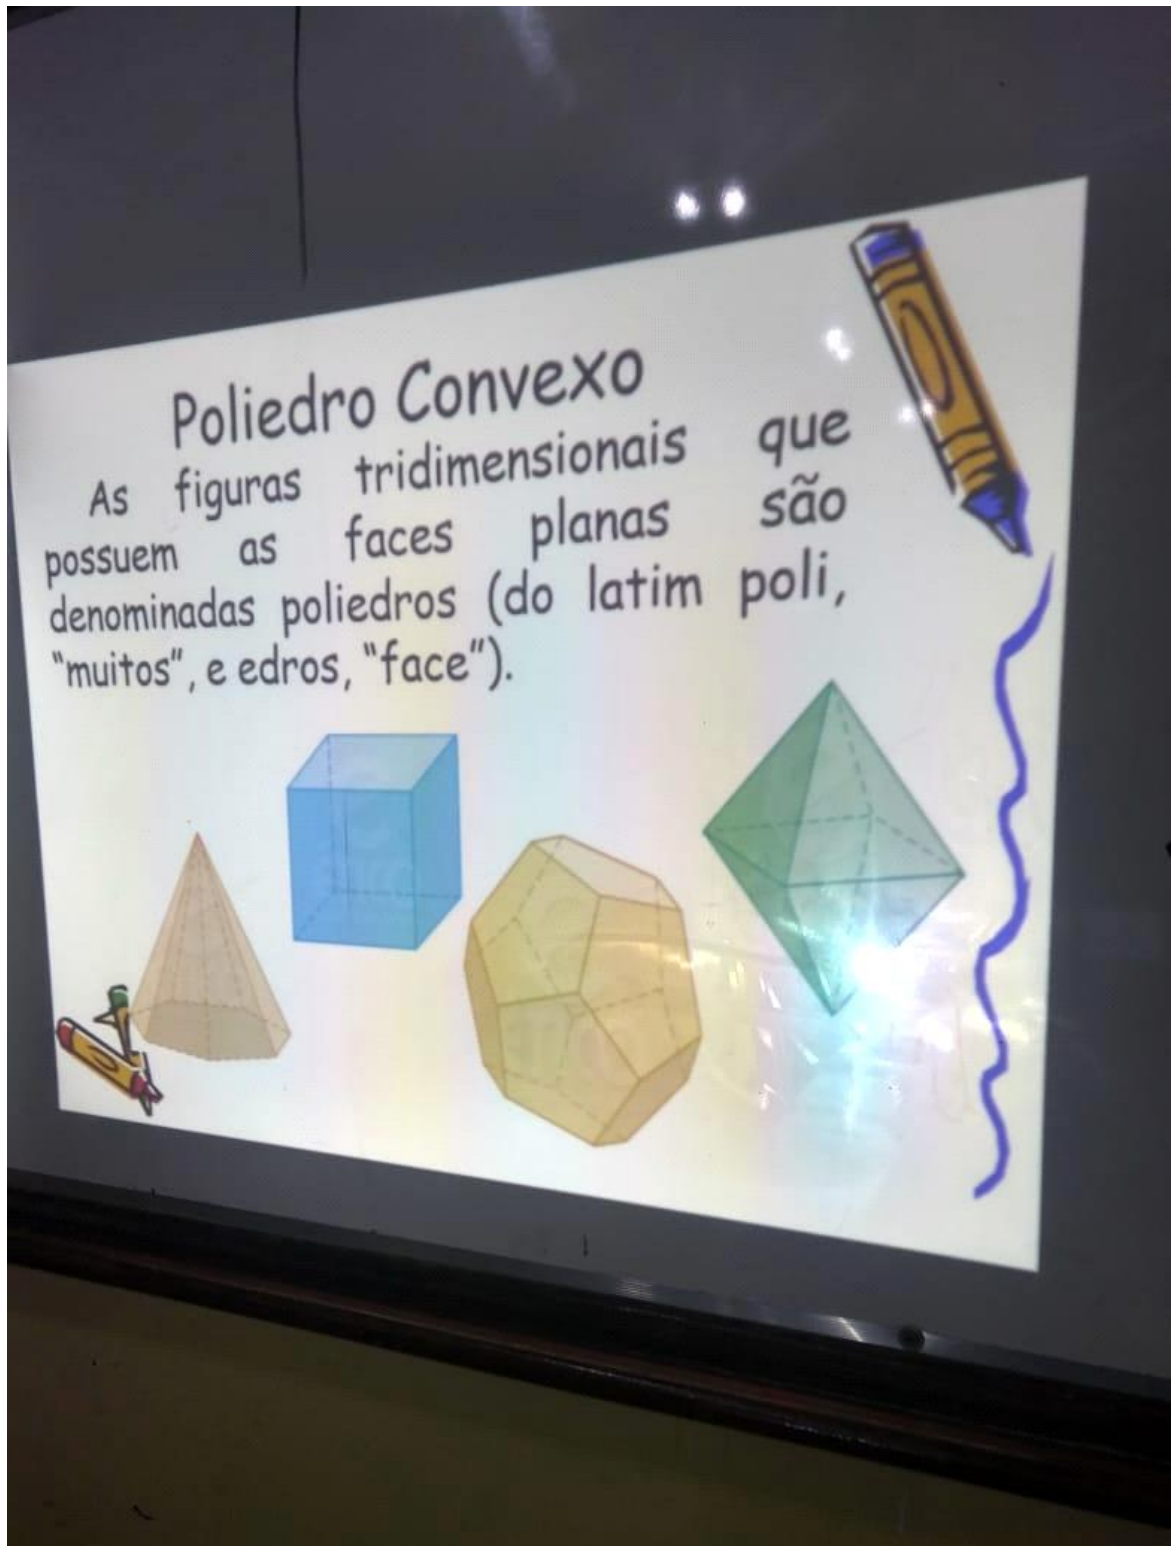 Poliedro Convexo
As figuras tridimensionais que
possuem as faces planas são
denominadas poliedros (do latim poli,
“muitos”, e edros, “face”).